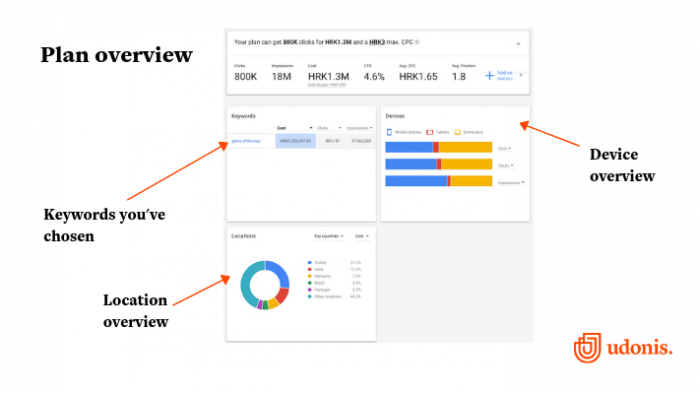 Plan overview
Your plan can get 800K clicks for HRK1.3M and a HRK3 max. CPC
Clicks Impressions Cost CTR Avg. CPC Avg. Position
800K 18M HRK1.3M 4.6% HRK1.65 1.8
Keywords
Cost Clicks Impressions
game of thrones
Devices
Mobile phones Tablets Computers
Cost
Clicks
Impressions
Device
overview
Keywords you've
chosen
Locations Top countries Cost
Turkey
India
Romania
Brazil
Portugal
Other locations
Location
overview
udonis.